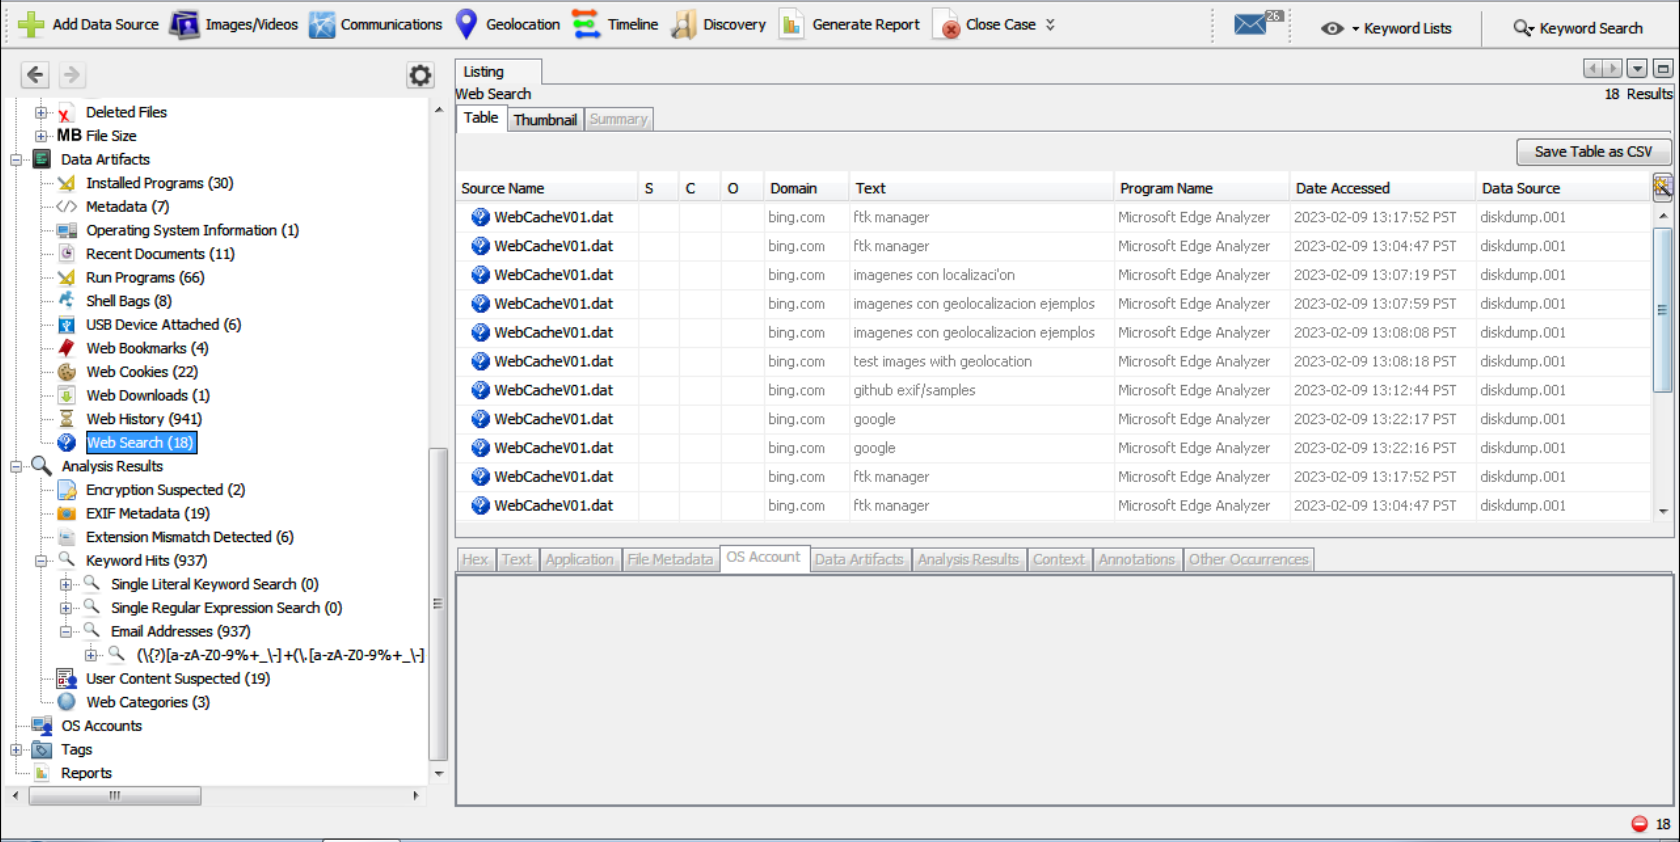 Add Data Source Images/Videos Communications Geolocation Timeline Discovery Generate Report Close Case 26 Keyword Lists Keyword Search
Deleted Files
MB File Size
Data Artifacts
Installed Programs (30)
Metadata (7)
Operating System Information (1)
Recent Documents (11)
Run Programs (66)
Shell Bags (8)
USB Device Attached (6)
Web Bookmarks (4)
Web Cookies (22)
Web Downloads (1)
Web History (941)
Web Search (18)
Analysis Results
Encryption Suspected (2)
EXIF Metadata (19)
Extension Mismatch Detected (6)
Keyword Hits (937)
Single Literal Keyword Search (0)
Single Regular Expression Search (0)
Email Addresses (937)
(\{?)[a-zA-Z0-9%+_\-]+(\.[a-zA-Z0-9%+_\-]
User Content Suspected (19)
Web Categories (3)
OS Accounts
Tags
Reports
Listing
Web Search 18 Results
Table Thumbnail Summary
Save Table as CSV
Source Name S C O Domain Text Program Name Date Accessed Data Source
WebCacheV01.dat bing.com ftk manager Microsoft Edge Analyzer 2023-02-09 13:17:52 PST diskdump.001
WebCacheV01.dat bing.com ftk manager Microsoft Edge Analyzer 2023-02-09 13:04:47 PST diskdump.001
WebCacheV01.dat bing.com imagenes con localizaci'on Microsoft Edge Analyzer 2023-02-09 13:07:19 PST diskdump.001
WebCacheV01.dat bing.com imagenes con geolocalizacion ejemplos Microsoft Edge Analyzer 2023-02-09 13:07:59 PST diskdump.001
WebCacheV01.dat bing.com imagenes con geolocalizacion ejemplos Microsoft Edge Analyzer 2023-02-09 13:08:08 PST diskdump.001
WebCacheV01.dat bing.com test images with geolocation Microsoft Edge Analyzer 2023-02-09 13:08:18 PST diskdump.001
WebCacheV01.dat bing.com github exif/samples Microsoft Edge Analyzer 2023-02-09 13:12:44 PST diskdump.001
WebCacheV01.dat bing.com google Microsoft Edge Analyzer 2023-02-09 13:22:17 PST diskdump.001
WebCacheV01.dat bing.com google Microsoft Edge Analyzer 2023-02-09 13:22:16 PST diskdump.001
WebCacheV01.dat bing.com ftk manager Microsoft Edge Analyzer 2023-02-09 13:17:52 PST diskdump.001
WebCacheV01.dat bing.com ftk manager Microsoft Edge Analyzer 2023-02-09 13:04:47 PST diskdump.001
Hex Text Application File Metadata OS Account Data Artifacts Analysis Results Context Annotations Other Occurrences
18